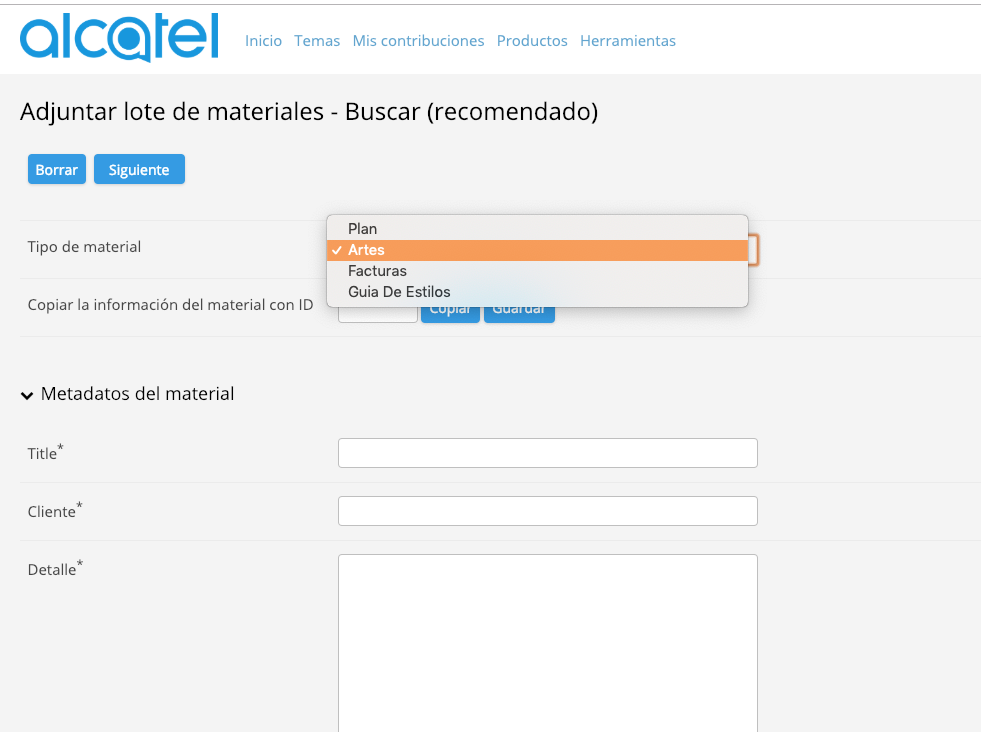 alcatel
Inicio Temas Mis contribuciones Productos Herramientas
Adjuntar lote de materiales - Buscar (recomendado)
Borrar Siguiente
Plan
Tipo de material
✓ Artes
Facturas
Guia De Estilos
Copiar la información del material con ID
Copiar Guardar
Metadatos del material
Title*
Cliente*
Detalle*